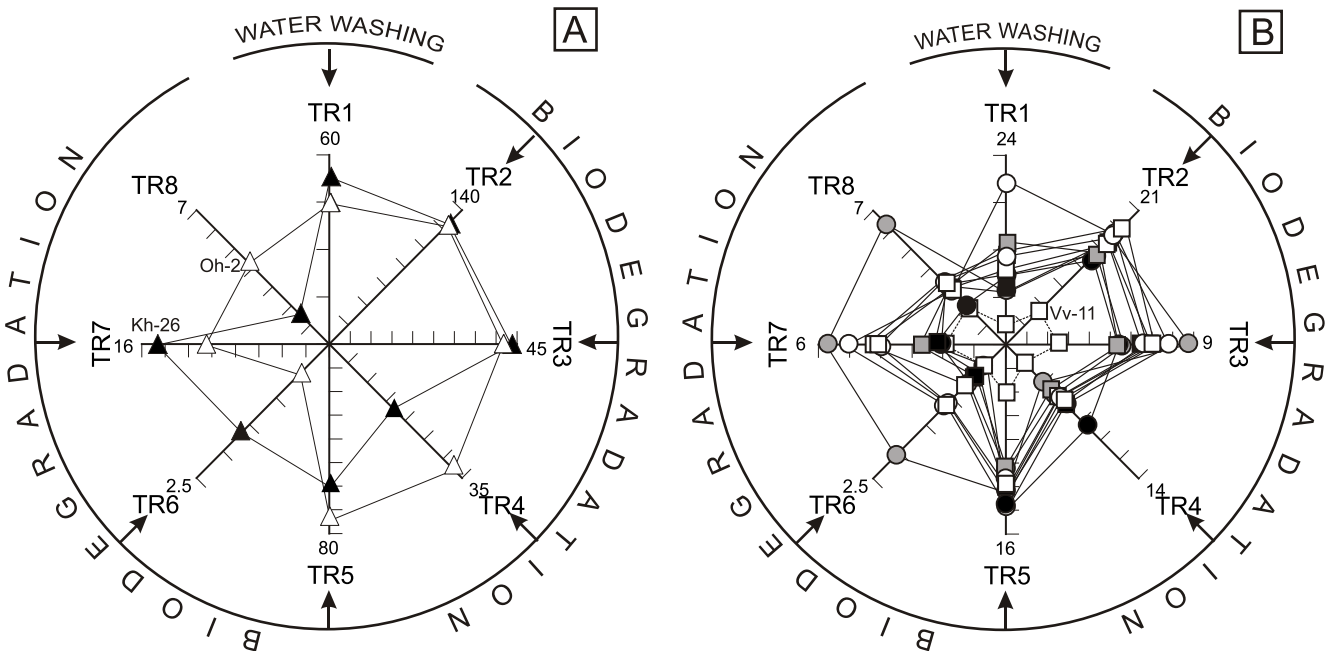 WATER WASHING
A
BIODEGRADATION
BIODEGRADATION
TR1
60
TR2
140
TR8
7
Oh-2
Kh-26
TR7
16
45
TR3
2.5
TR6
35
TR4
80
TR5
WATER WASHING
B
BIODEGRADATION
BIODEGRADATION
TR1
24
TR2
21
TR8
7
Vv-11
TR7
6
9
TR3
2.5
TR6
14
TR4
16
TR5